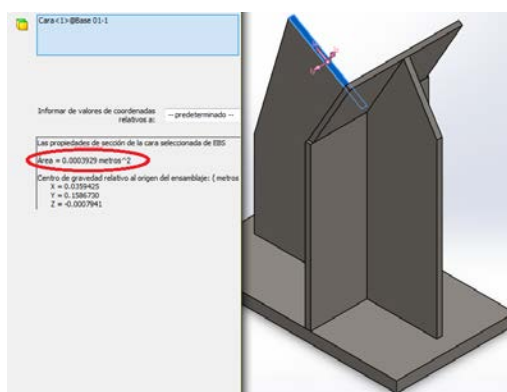 Cara<1>@Base 01-1
Informar de valores de coordenadas
relativos a:
-- predeterminado --
Las propiedades de sección de la cara seleccionada de EBS
Área = 0.0003929 metros^2
Centro de gravedad relativo al origen del ensamblaje: ( metros
X = 0.0359425
Y = 0.1586730
Z = -0.0007941